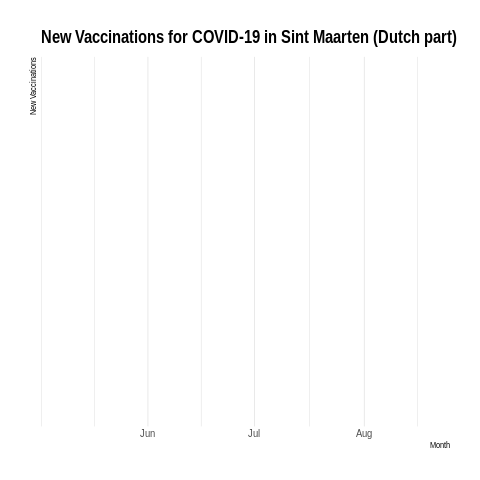 New Vaccinations for COVID-19 in Sint Maarten (Dutch part)
New Vaccinations
Jun Jul Aug
Month